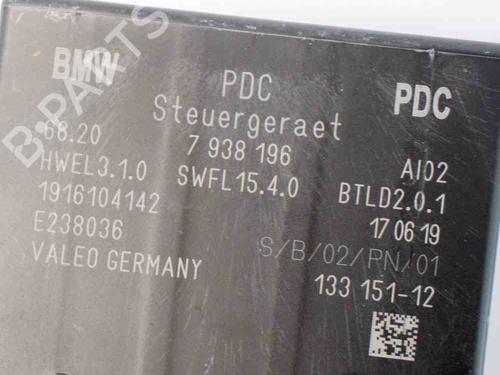 BMW PDC PDC
Steuergeraet
68.20 7 938 196 AI02
HWEL3.1.0 SWFL15.4.0 BTLD2.0.1
1916104142 17 06 19
E238036 S/B/02/PN/01
VALEO GERMANY 133 151-12
B-PARTS